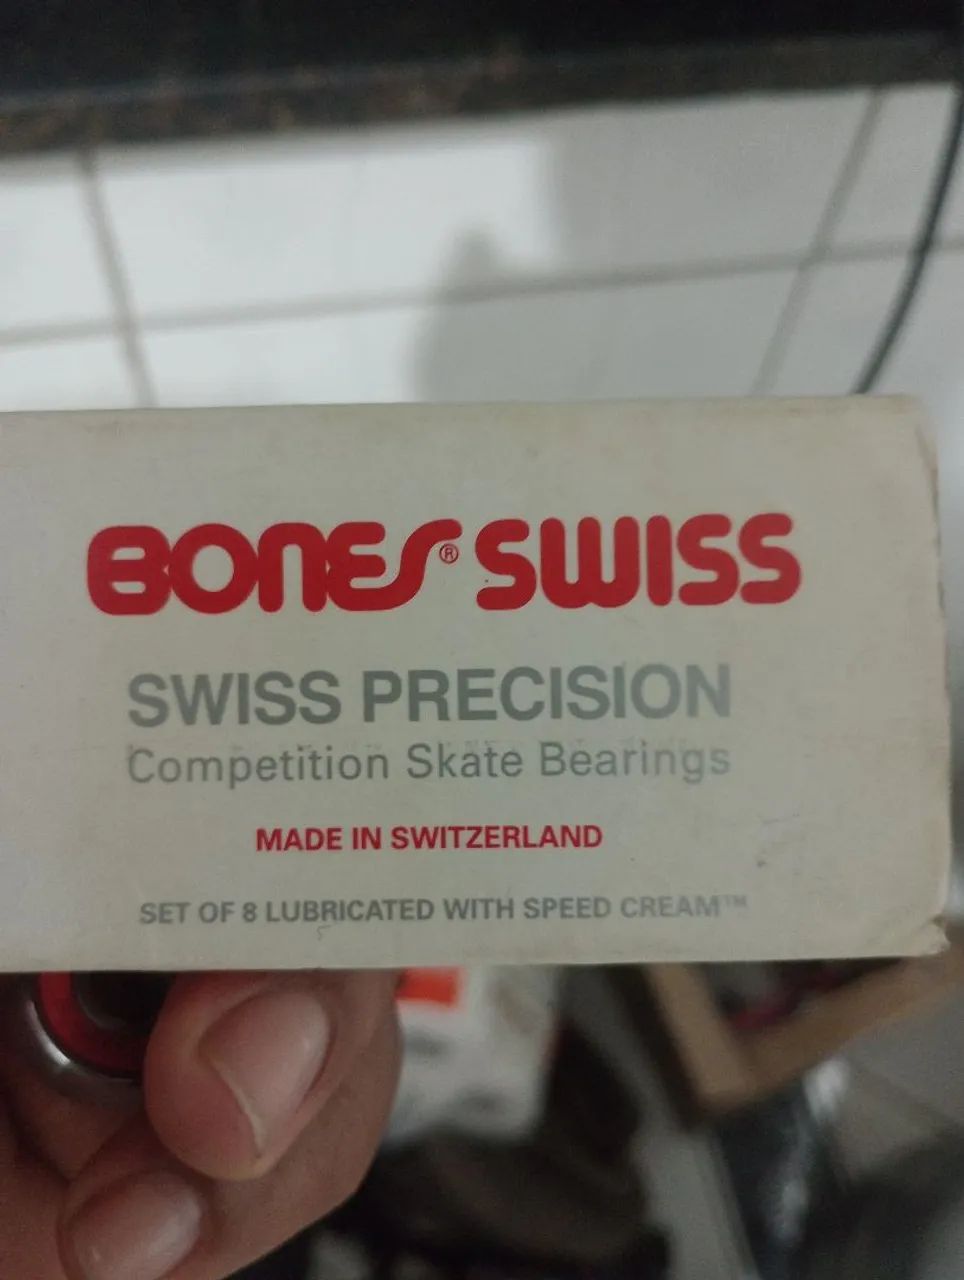 BONES® SWISS
SWISS PRECISION
Competition Skate Bearings
MADE IN SWITZERLAND
SET OF 8 LUBRICATED WITH SPEED CREAM™